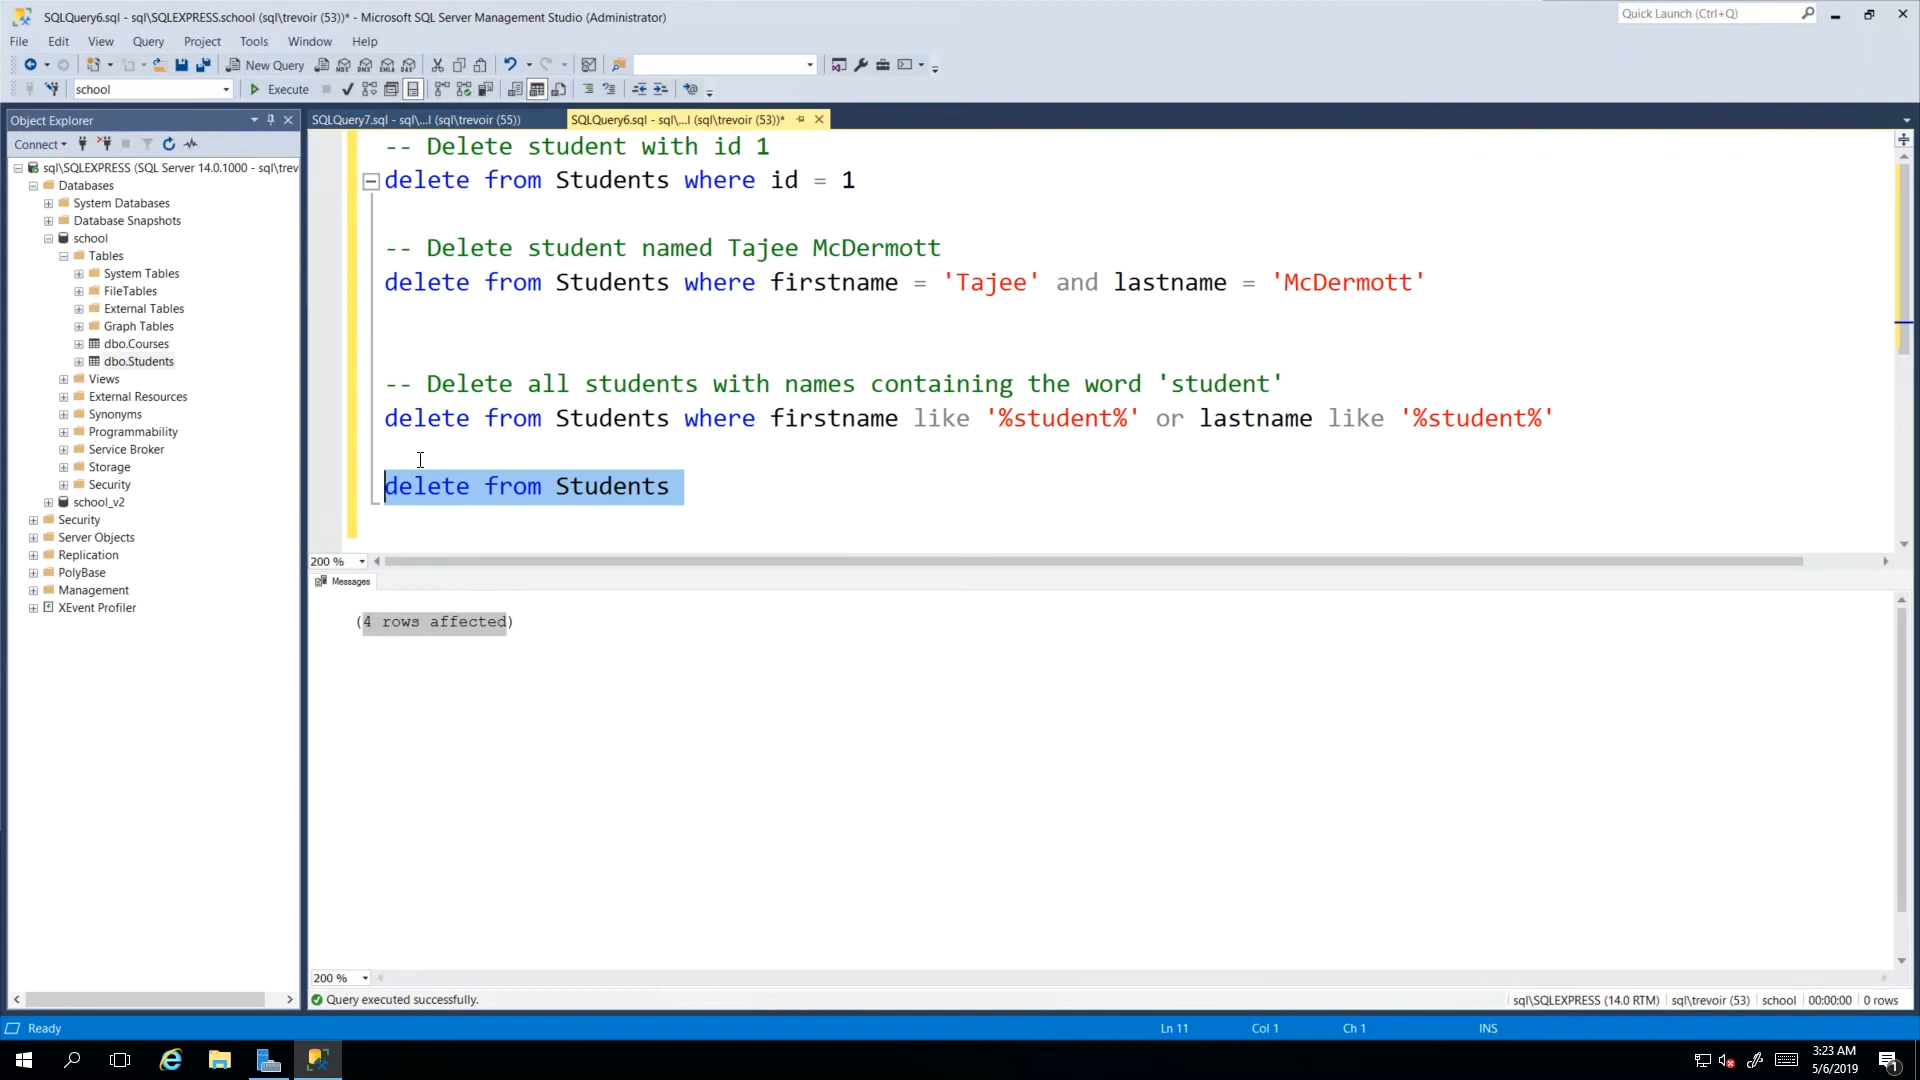 SQLQuery6.sql - sql\SQLEXPRESS.school (sql\trevoir (53))* - Microsoft SQL Server Management Studio (Administrator)
Quick Launch (Ctrl+Q)
File Edit View Query Project Tools Window Help
New Query
school
Execute
Object Explorer
Connect
sql\SQLEXPRESS (SQL Server 14.0.1000 - sql\trev
Databases
System Databases
Database Snapshots
school
Tables
System Tables
FileTables
External Tables
Graph Tables
dbo.Courses
dbo.Students
Views
External Resources
Synonyms
Programmability
Service Broker
Storage
Security
school_v2
Security
Server Objects
Replication
PolyBase
Management
XEvent Profiler
SQLQuery7.sql - sql\...l (sql\trevoir (55))
SQLQuery6.sql - sql\...l (sql\trevoir (53))*
-- Delete student with id 1
delete from Students where id = 1
-- Delete student named Tajee McDermott
delete from Students where firstname = 'Tajee' and lastname = 'McDermott'
-- Delete all students with names containing the word 'student'
delete from Students where firstname like '%student%' or lastname like '%student%'
delete from Students
200 %
Messages
(4 rows affected)
200 %
Query executed successfully.
sql\SQLEXPRESS (14.0 RTM) sql\trevoir (53) school 00:00:00 0 rows
Ready
Ln 11 Col 1 Ch 1 INS
3:23 AM
5/6/2019
1